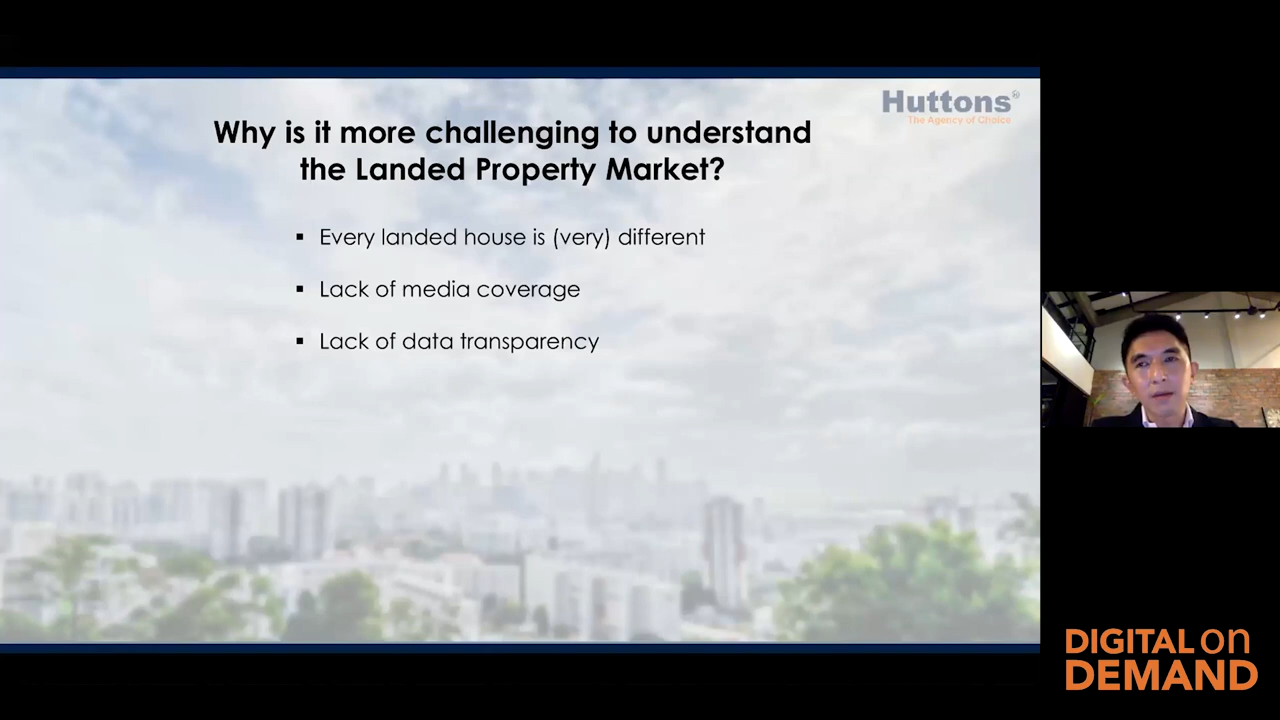 Huttons®
The Agency of Choice
Why is it more challenging to understand
the Landed Property Market?
▪ Every landed house is (very) different
▪ Lack of media coverage
▪ Lack of data transparency
DIGITAL on
DEMAND